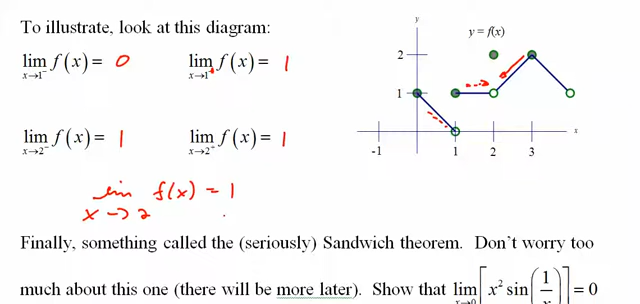 To illustrate, look at this diagram:
lim f(x) = 0 lim f(x) = 1
x→1⁻ x→1⁺
lim f(x) = 1 lim f(x) = 1
x→2⁻ x→2⁺
lim f(x) = 1
x→2
y
y = f(x)
2
1
-1 1 2 3 x
Finally, something called the (seriously) Sandwich theorem. Don't worry too
much about this one (there will be more later). Show that lim[x² sin(1/x)] = 0
x→0